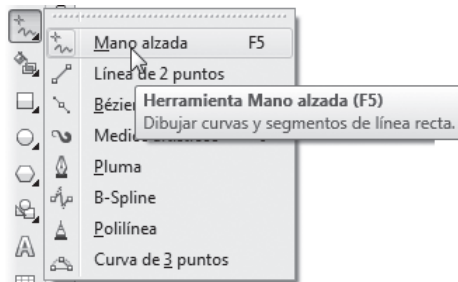 Mano alzada F5
Línea de 2 puntos
Bézier
Herramienta Mano alzada (F5)
Dibujar curvas y segmentos de línea recta.
Medios
Pluma
B-Spline
Polilínea
Curva de 3 puntos